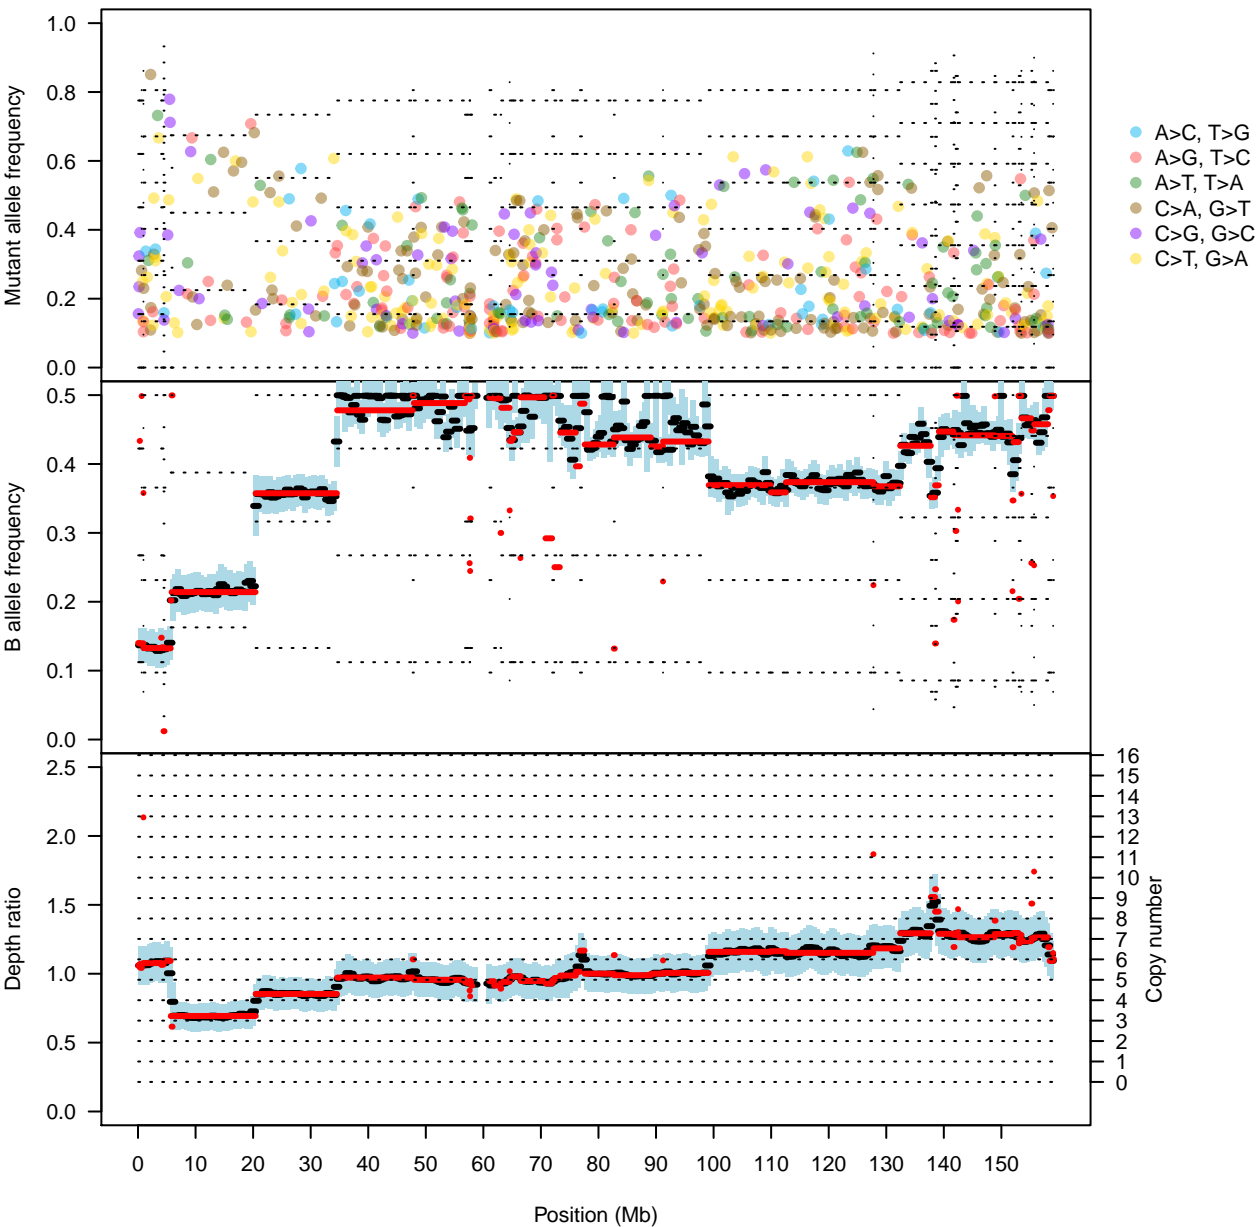 Mutant allele frequency
1.0
0.8
0.6
0.4
0.2
0.0
A>C, T>G
A>G, T>C
A>T, T>A
C>A, G>T
C>G, G>C
C>T, G>A
B allele frequency
0.5
0.4
0.3
0.2
0.1
0.0
Depth ratio
2.5
2.0
1.5
1.0
0.5
0.0
16
15
14
13
12
11
10
9
8
7
6
5
4
3
2
1
0
Copy number
0 10 20 30 40 50 60 70 80 90 100 110 120 130 140 150
Position (Mb)